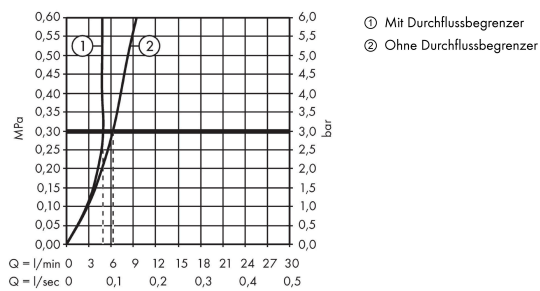 0,60 6,0
0,55 5,5
0,50 5,0
0,45 4,5
0,40 4,0
0,35 3,5
0,30 3,0
0,25 2,5
0,20 2,0
0,15 1,5
0,10 1,0
0,05 0,5
0,00 0,0
MPa
bar
1
2
Q = l/min 0 3 6 9 12 15 18 21 24 27 30
Q = l/sec 0 0,1 0,2 0,3 0,4 0,5
① Mit Durchflussbegrenzer
② Ohne Durchflussbegrenzer